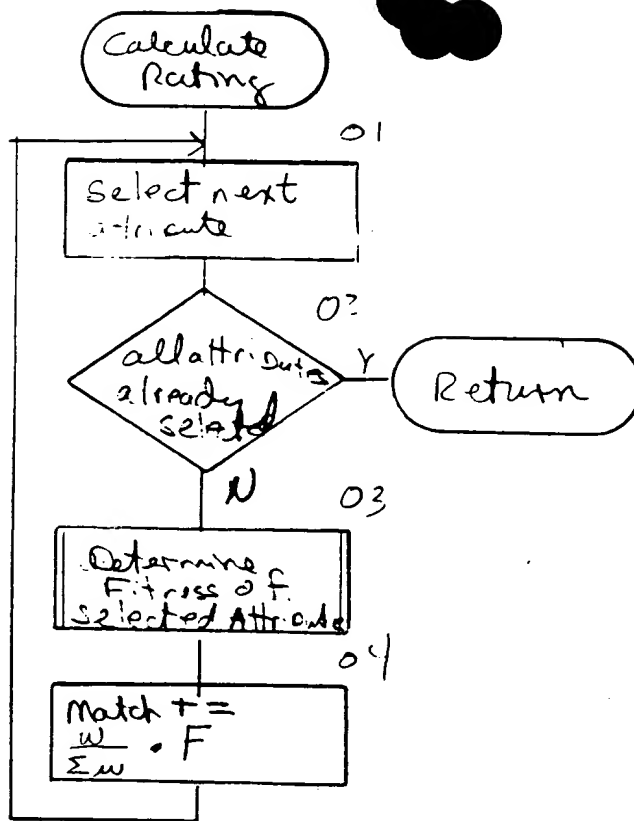 Calculate
Rating
01
Select next
attribute
02
all attributes
already
selected
Y
Return
N
03
Determine
Fitness of
Selected Attribute
04
Match + =
w
Σw • F